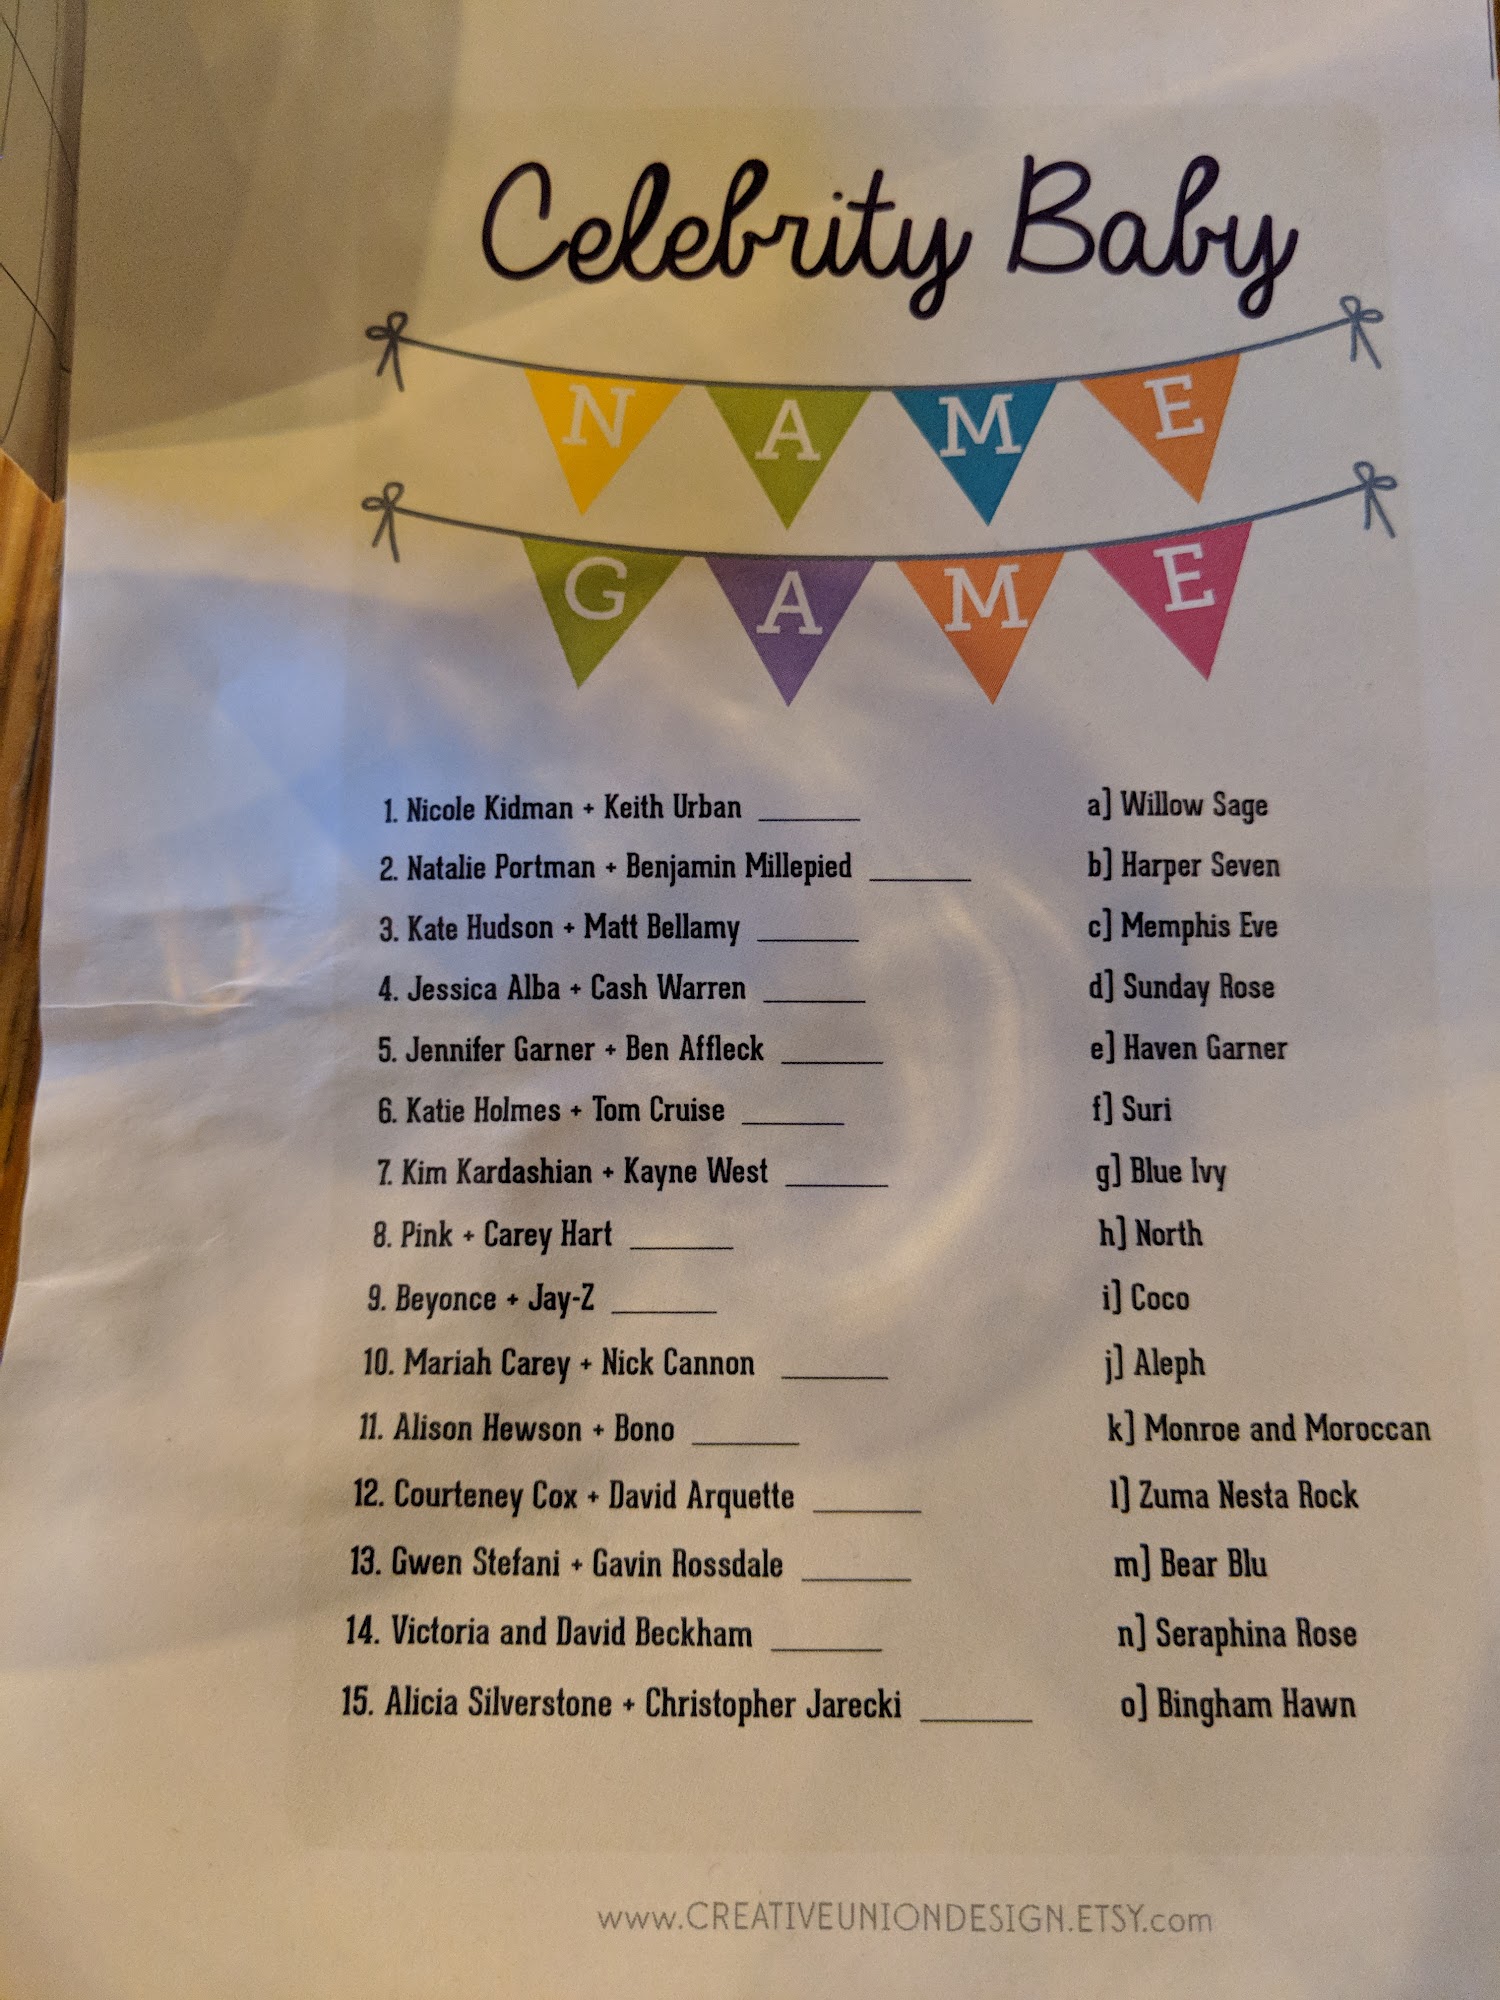 Celebrity Baby
NAME
GAME
1. Nicole Kidman + Keith Urban ______ a] Willow Sage
2. Natalie Portman + Benjamin Millepied ______ b] Harper Seven
3. Kate Hudson + Matt Bellamy ______ c] Memphis Eve
4. Jessica Alba + Cash Warren ______ d] Sunday Rose
5. Jennifer Garner + Ben Affleck ______ e] Haven Garner
6. Katie Holmes + Tom Cruise ______ f] Suri
7. Kim Kardashian + Kayne West ______ g] Blue Ivy
8. Pink + Carey Hart ______ h] North
9. Beyonce + Jay-Z ______ i] Coco
10. Mariah Carey + Nick Cannon ______ j] Aleph
11. Alison Hewson + Bono ______ k] Monroe and Moroccan
12. Courteney Cox + David Arquette ______ l] Zuma Nesta Rock
13. Gwen Stefani + Gavin Rossdale ______ m] Bear Blu
14. Victoria and David Beckham ______ n] Seraphina Rose
15. Alicia Silverstone + Christopher Jarecki ______ o] Bingham Hawn
www.CREATIVEUNIONDESIGN.ETSY.com